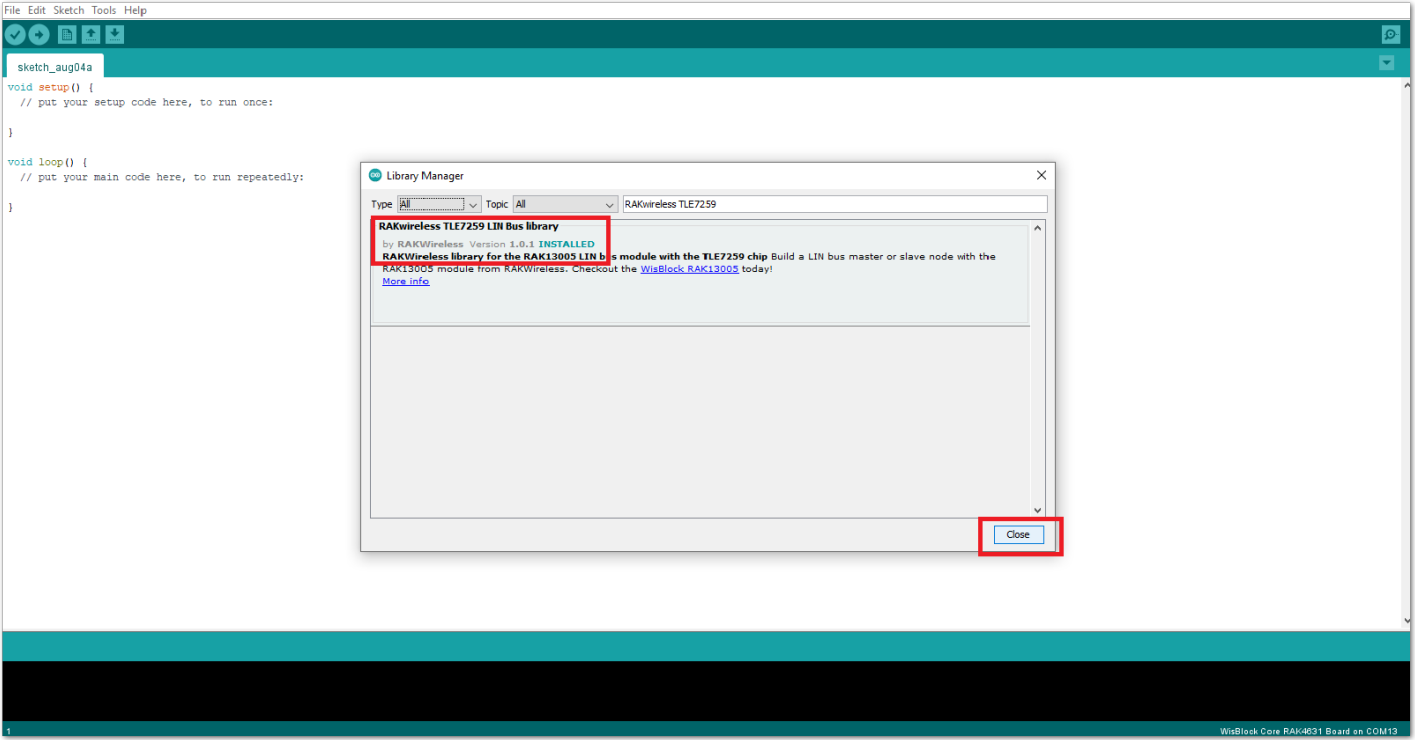 File Edit Sketch Tools Help
sketch_aug04a
void setup() {
// put your setup code here, to run once:
}
void loop() {
// put your main code here, to run repeatedly:
}
Library Manager
Type All Topic All RAKwireless TLE7259
RAKwireless TLE7259 LIN Bus library
by RAKWireless Version 1.0.1 INSTALLED
RAKWireless library for the RAK13005 LIN bus module with the TLE7259 chip Build a LIN bus master or slave node with the
RAK13005 module from RAKWireless. Checkout the WisBlock RAK13005 today!
More info
Close
1 WisBlock Core RAK4631 Board on COM13